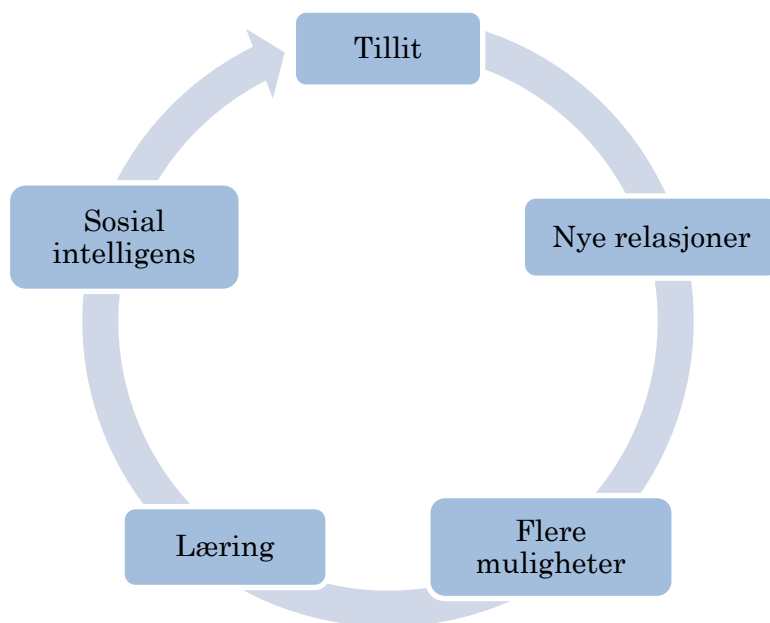 Tillit
Nye relasjoner
Flere
muligheter
Læring
Sosial
intelligens